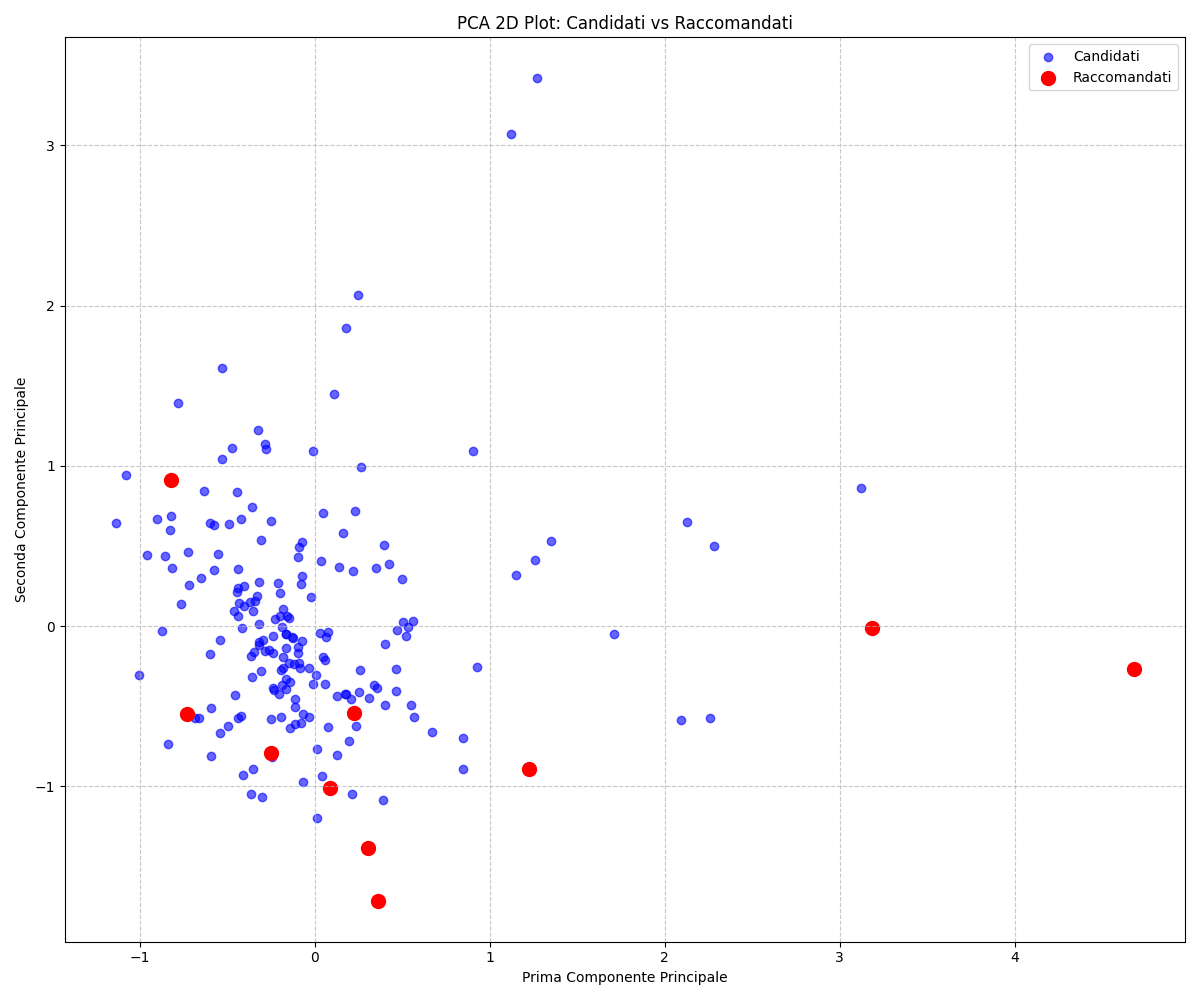 PCA 2D Plot: Candidati vs Raccomandati
Candidati
Raccomandati
Seconda Componente Principale
3
2
1
0
−1
−1
0
1
2
3
4
Prima Componente Principale